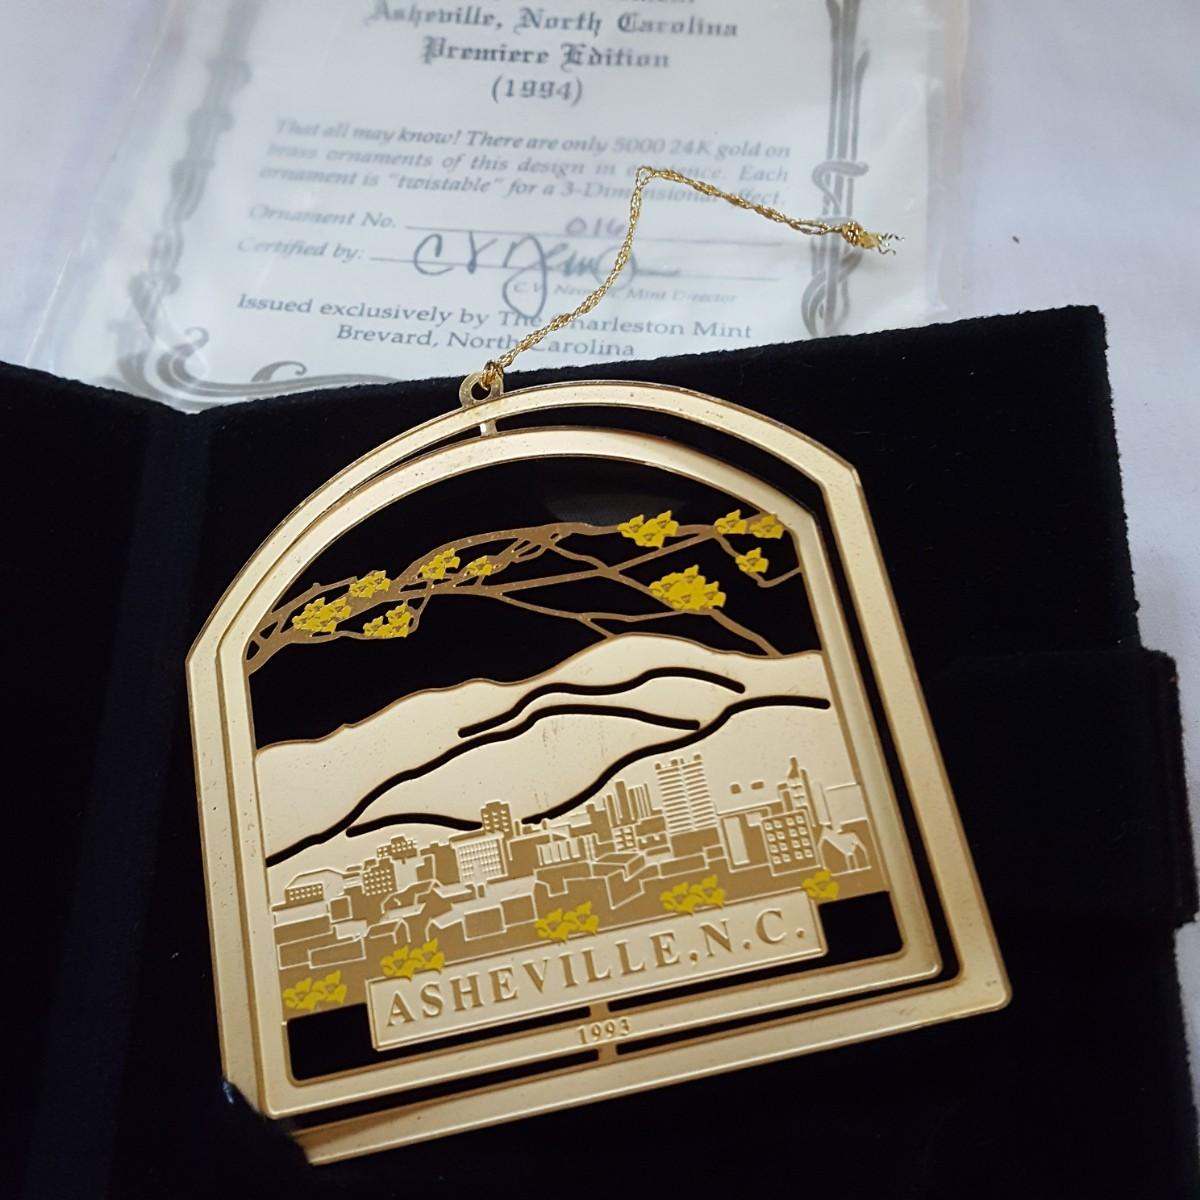 Asheville, North Carolina
Premiere Edition
(1994)
That all may know! There are only 5000 24K gold on
brass ornaments of this design in existence. Each
ornament is "twistable" for a 3-Dimensional effect.
Ornament No. 016
Certified by:
Mint Director
Issued exclusively by The Charleston Mint
Brevard, North Carolina
ASHEVILLE, N.C.
1993